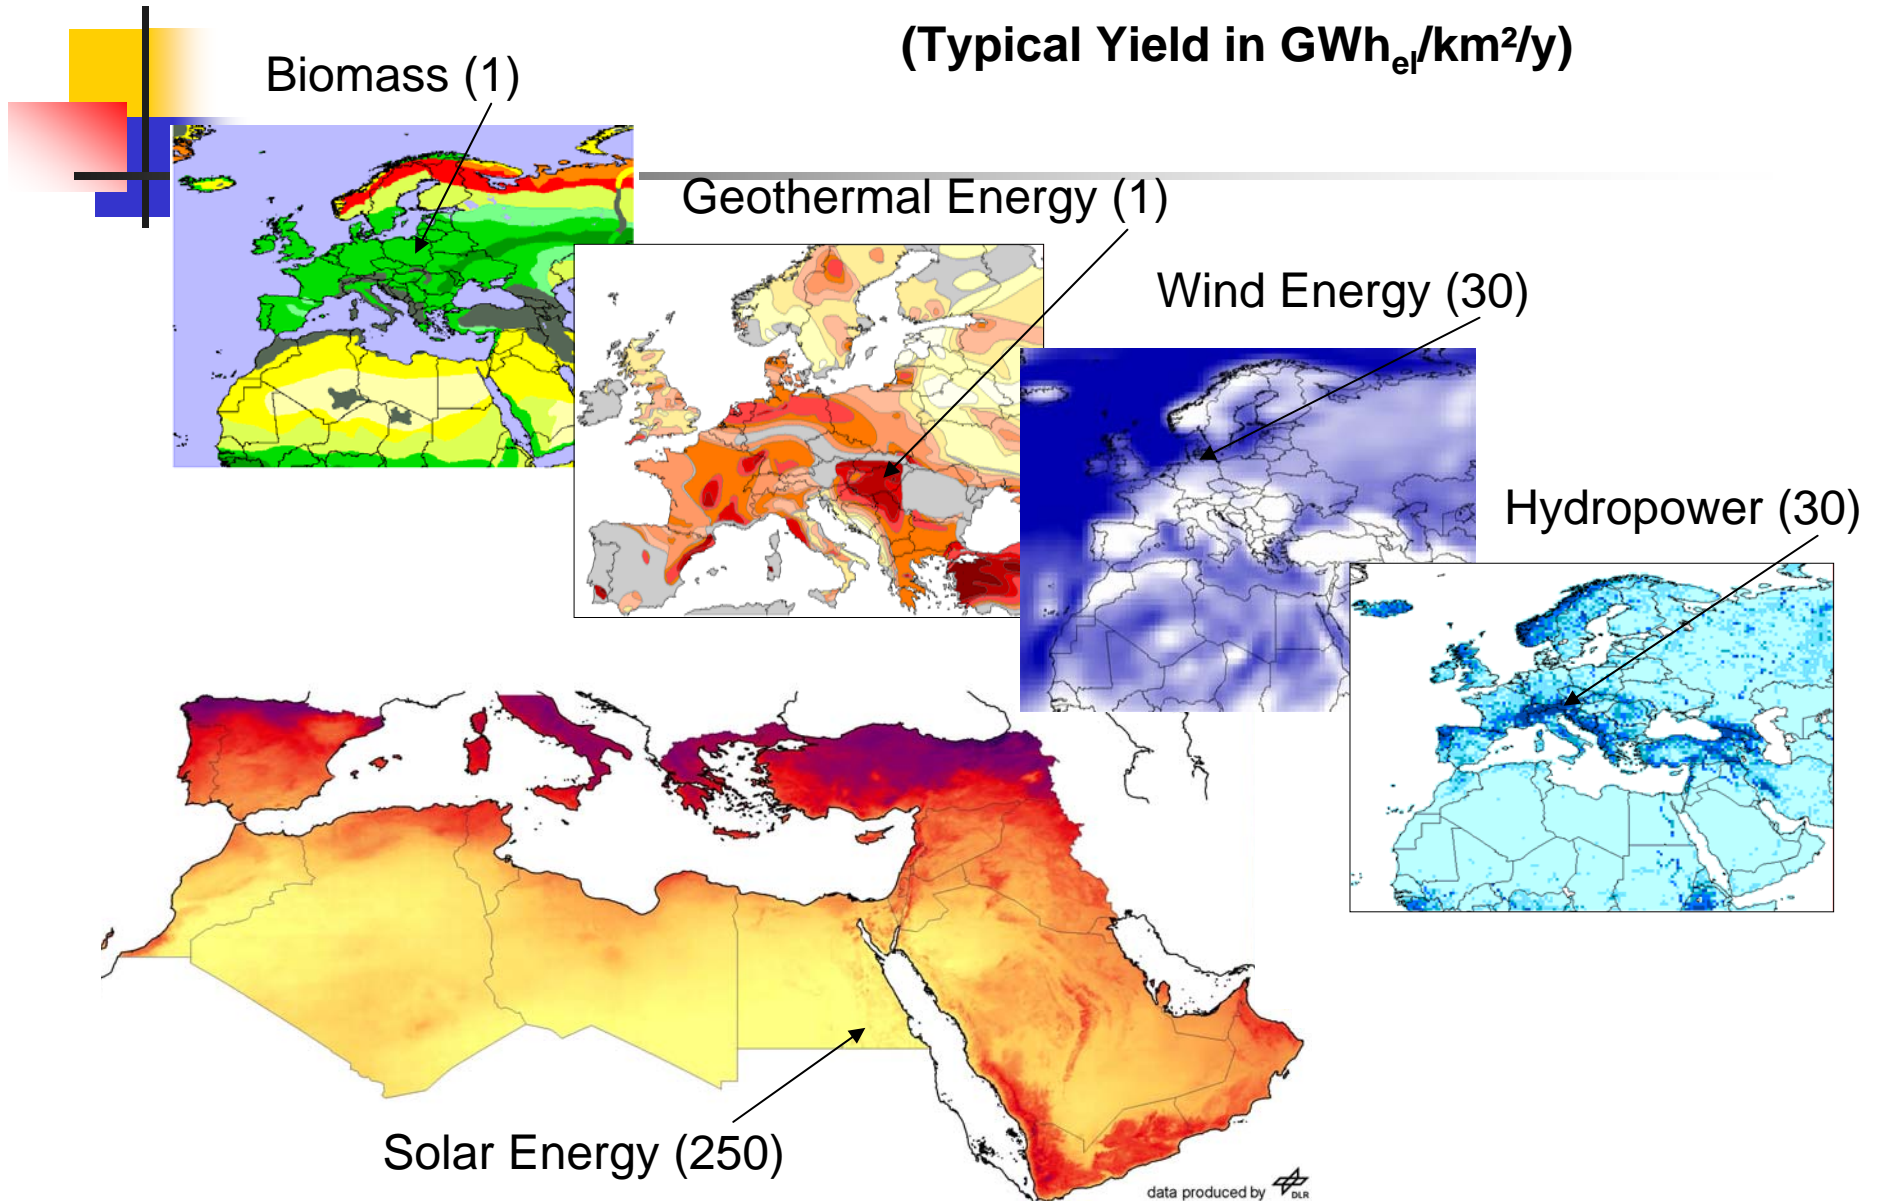 (Typical Yield in GWhel/km²/y)
Biomass (1)
Geothermal Energy (1)
Wind Energy (30)
Hydropower (30)
Solar Energy (250)
data produced by DLR